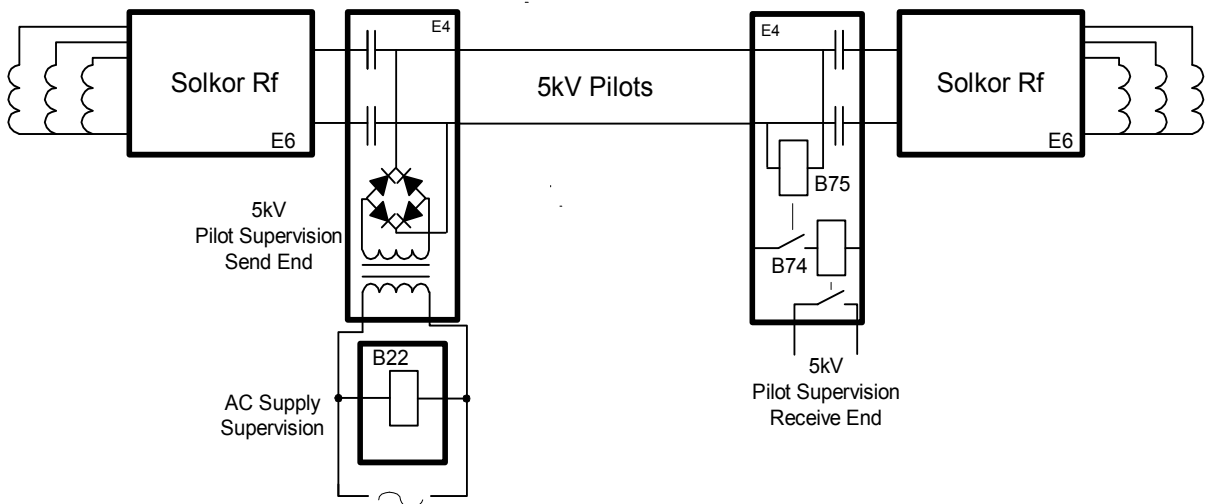 E4
E4
Solkor Rf
5kV Pilots
Solkor Rf
E6
E6
B75
5kV
Pilot Supervision
Send End
B74
B22
5kV
Pilot Supervision
Receive End
AC Supply
Supervision